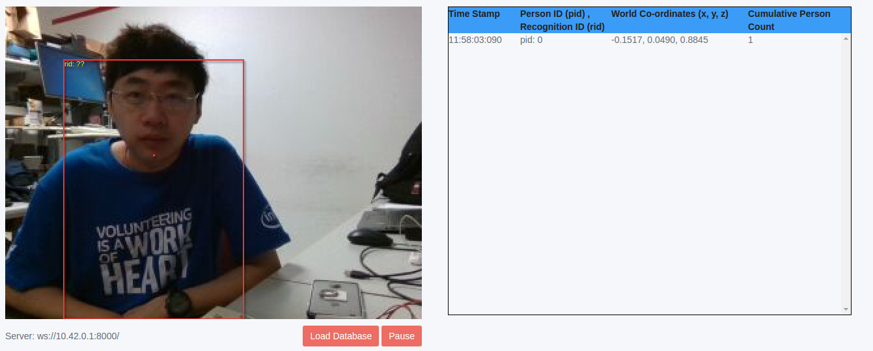 rid: ??
VOLUNTEERING
IS A WORK
OF
HEART
Server: ws://10.42.0.1:8000/
Load Database
Pause
Time Stamp
Person ID (pid) ,
Recognition ID (rid)
World Co-ordinates (x, y, z)
Cumulative Person
Count
11:58:03:090
pid: 0
-0.1517, 0.0490, 0.8845
1